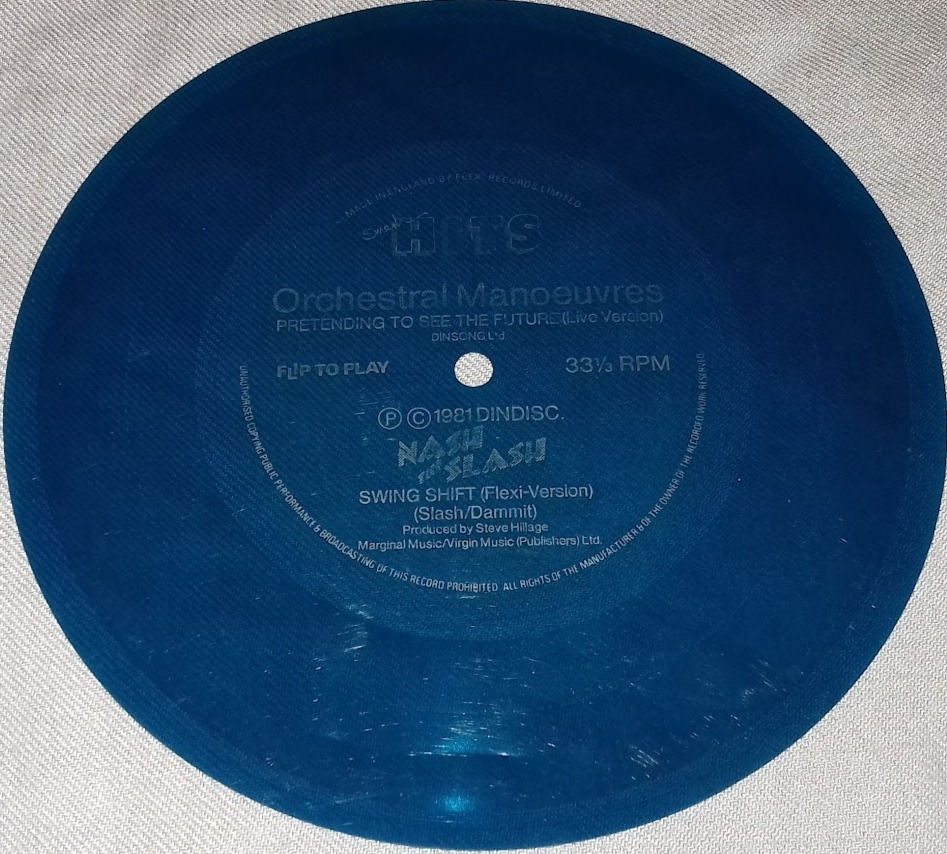 MADE IN ENGLAND BY FLEXI RECORDS LIMITED
Smash
HITS
Orchestral Manoeuvres
PRETENDING TO SEE THE FUTURE(Live Version)
DINSONG Ltd.
FLIP TO PLAY
33⅓ RPM
Ⓟ Ⓒ 1981 DINDISC.
NASH
THE SLASH
SWING SHIFT (Flexi-Version)
(Slash/Dammit)
Produced by Steve Hillage
Marginal Music/Virgin Music (Publishers) Ltd.
UNAUTHORISED COPYING PUBLIC PERFORMANCE & BROADCASTING OF THIS RECORD PROHIBITED ALL RIGHTS OF THE MANUFACTURER & OF THE OWNER OF THE RECORDED WORK RESERVED